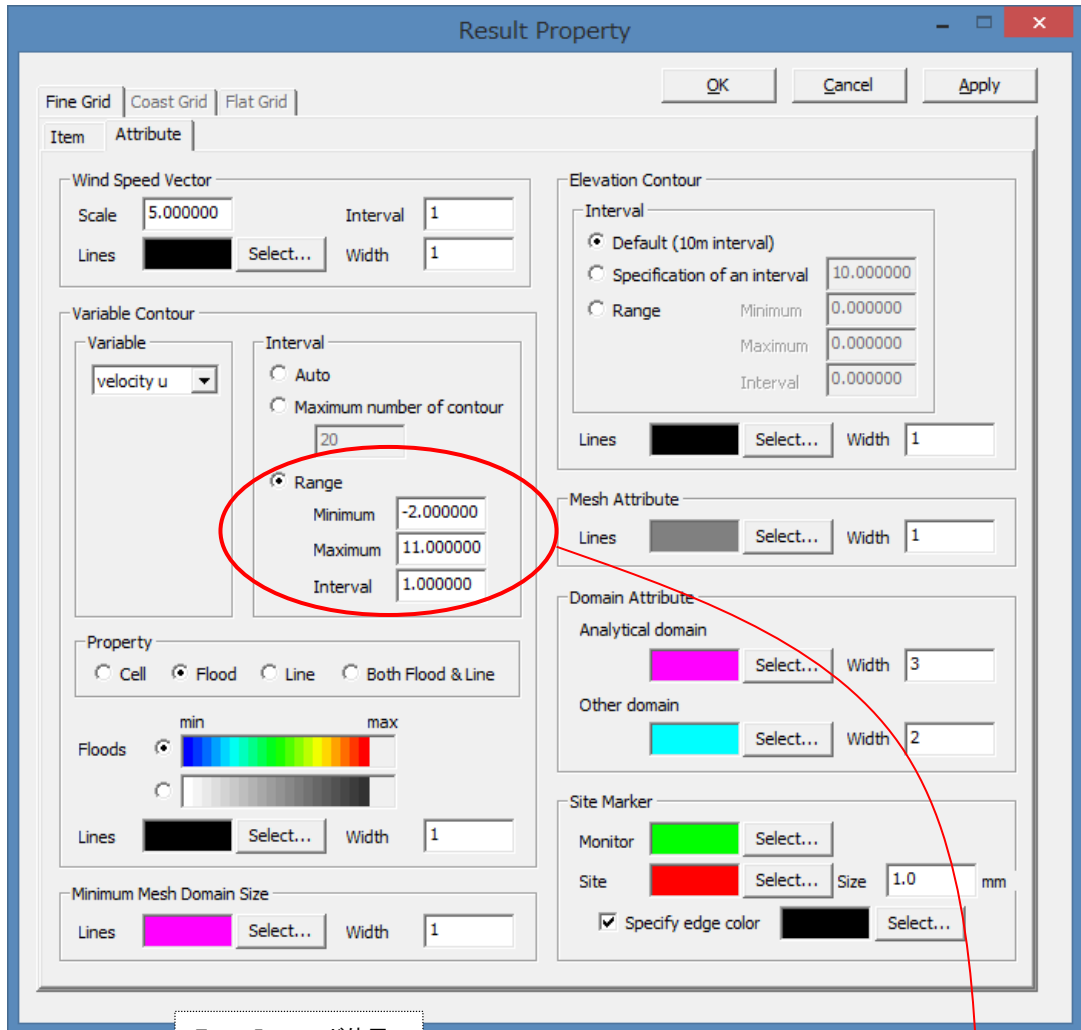 Result Property
OK Cancel Apply
Fine Grid Coast Grid Flat Grid
Item Attribute
Wind Speed Vector
Scale 5.000000 Interval 1
Lines Select... Width 1
Variable Contour
Variable
velocity u
Interval
Auto
Maximum number of contour
20
Range
Minimum -2.000000
Maximum 11.000000
Interval 1.000000
Property
Cell Flood Line Both Flood & Line
min max
Floods
Lines Select... Width 1
Minimum Mesh Domain Size
Lines Select... Width 1
Elevation Contour
Interval
Default (10m interval)
Specification of an interval 10.000000
Range Minimum 0.000000
Maximum 0.000000
Interval 0.000000
Lines Select... Width 1
Mesh Attribute
Lines Select... Width 1
Domain Attribute
Analytical domain
Select... Width 3
Other domain
Select... Width 2
Site Marker
Monitor Select...
Site Select... Size 1.0 mm
Specify edge color Select...